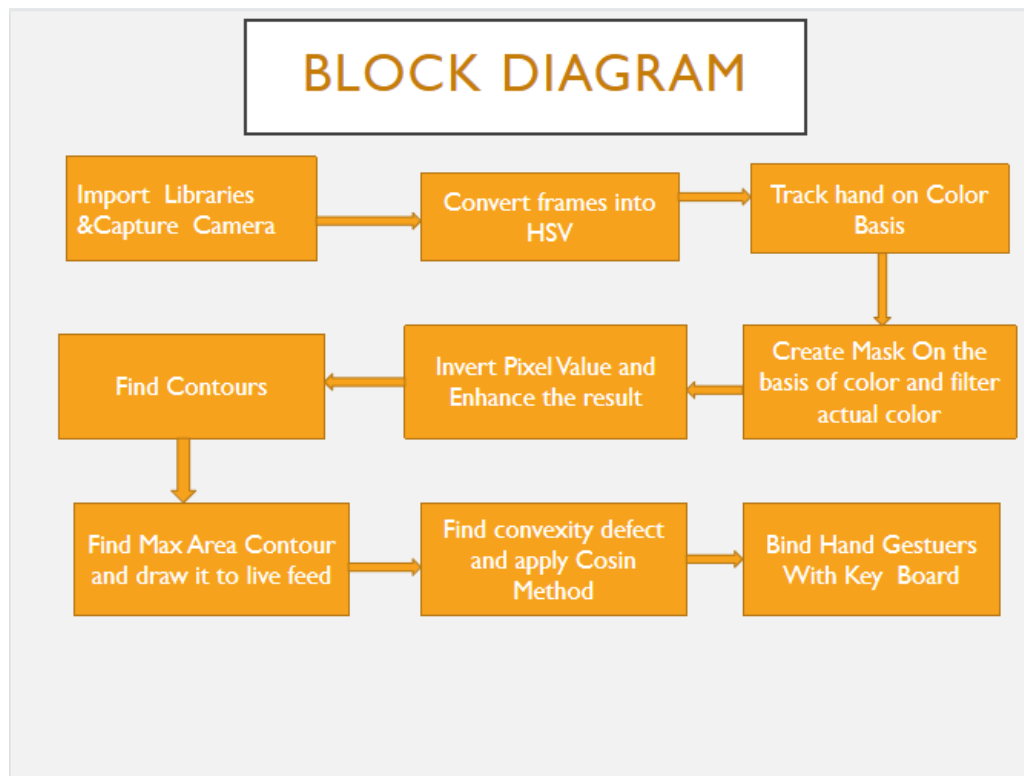 BLOCK DIAGRAM
Import Libraries
&Capture Camera
Convert frames into
HSV
Track hand on Color
Basis
Create Mask On the
basis of color and filter
actual color
Invert Pixel Value and
Enhance the result
Find Contours
Find Max Area Contour
and draw it to live feed
Find convexity defect
and apply Cosin
Method
Bind Hand Gestuers
With Key Board